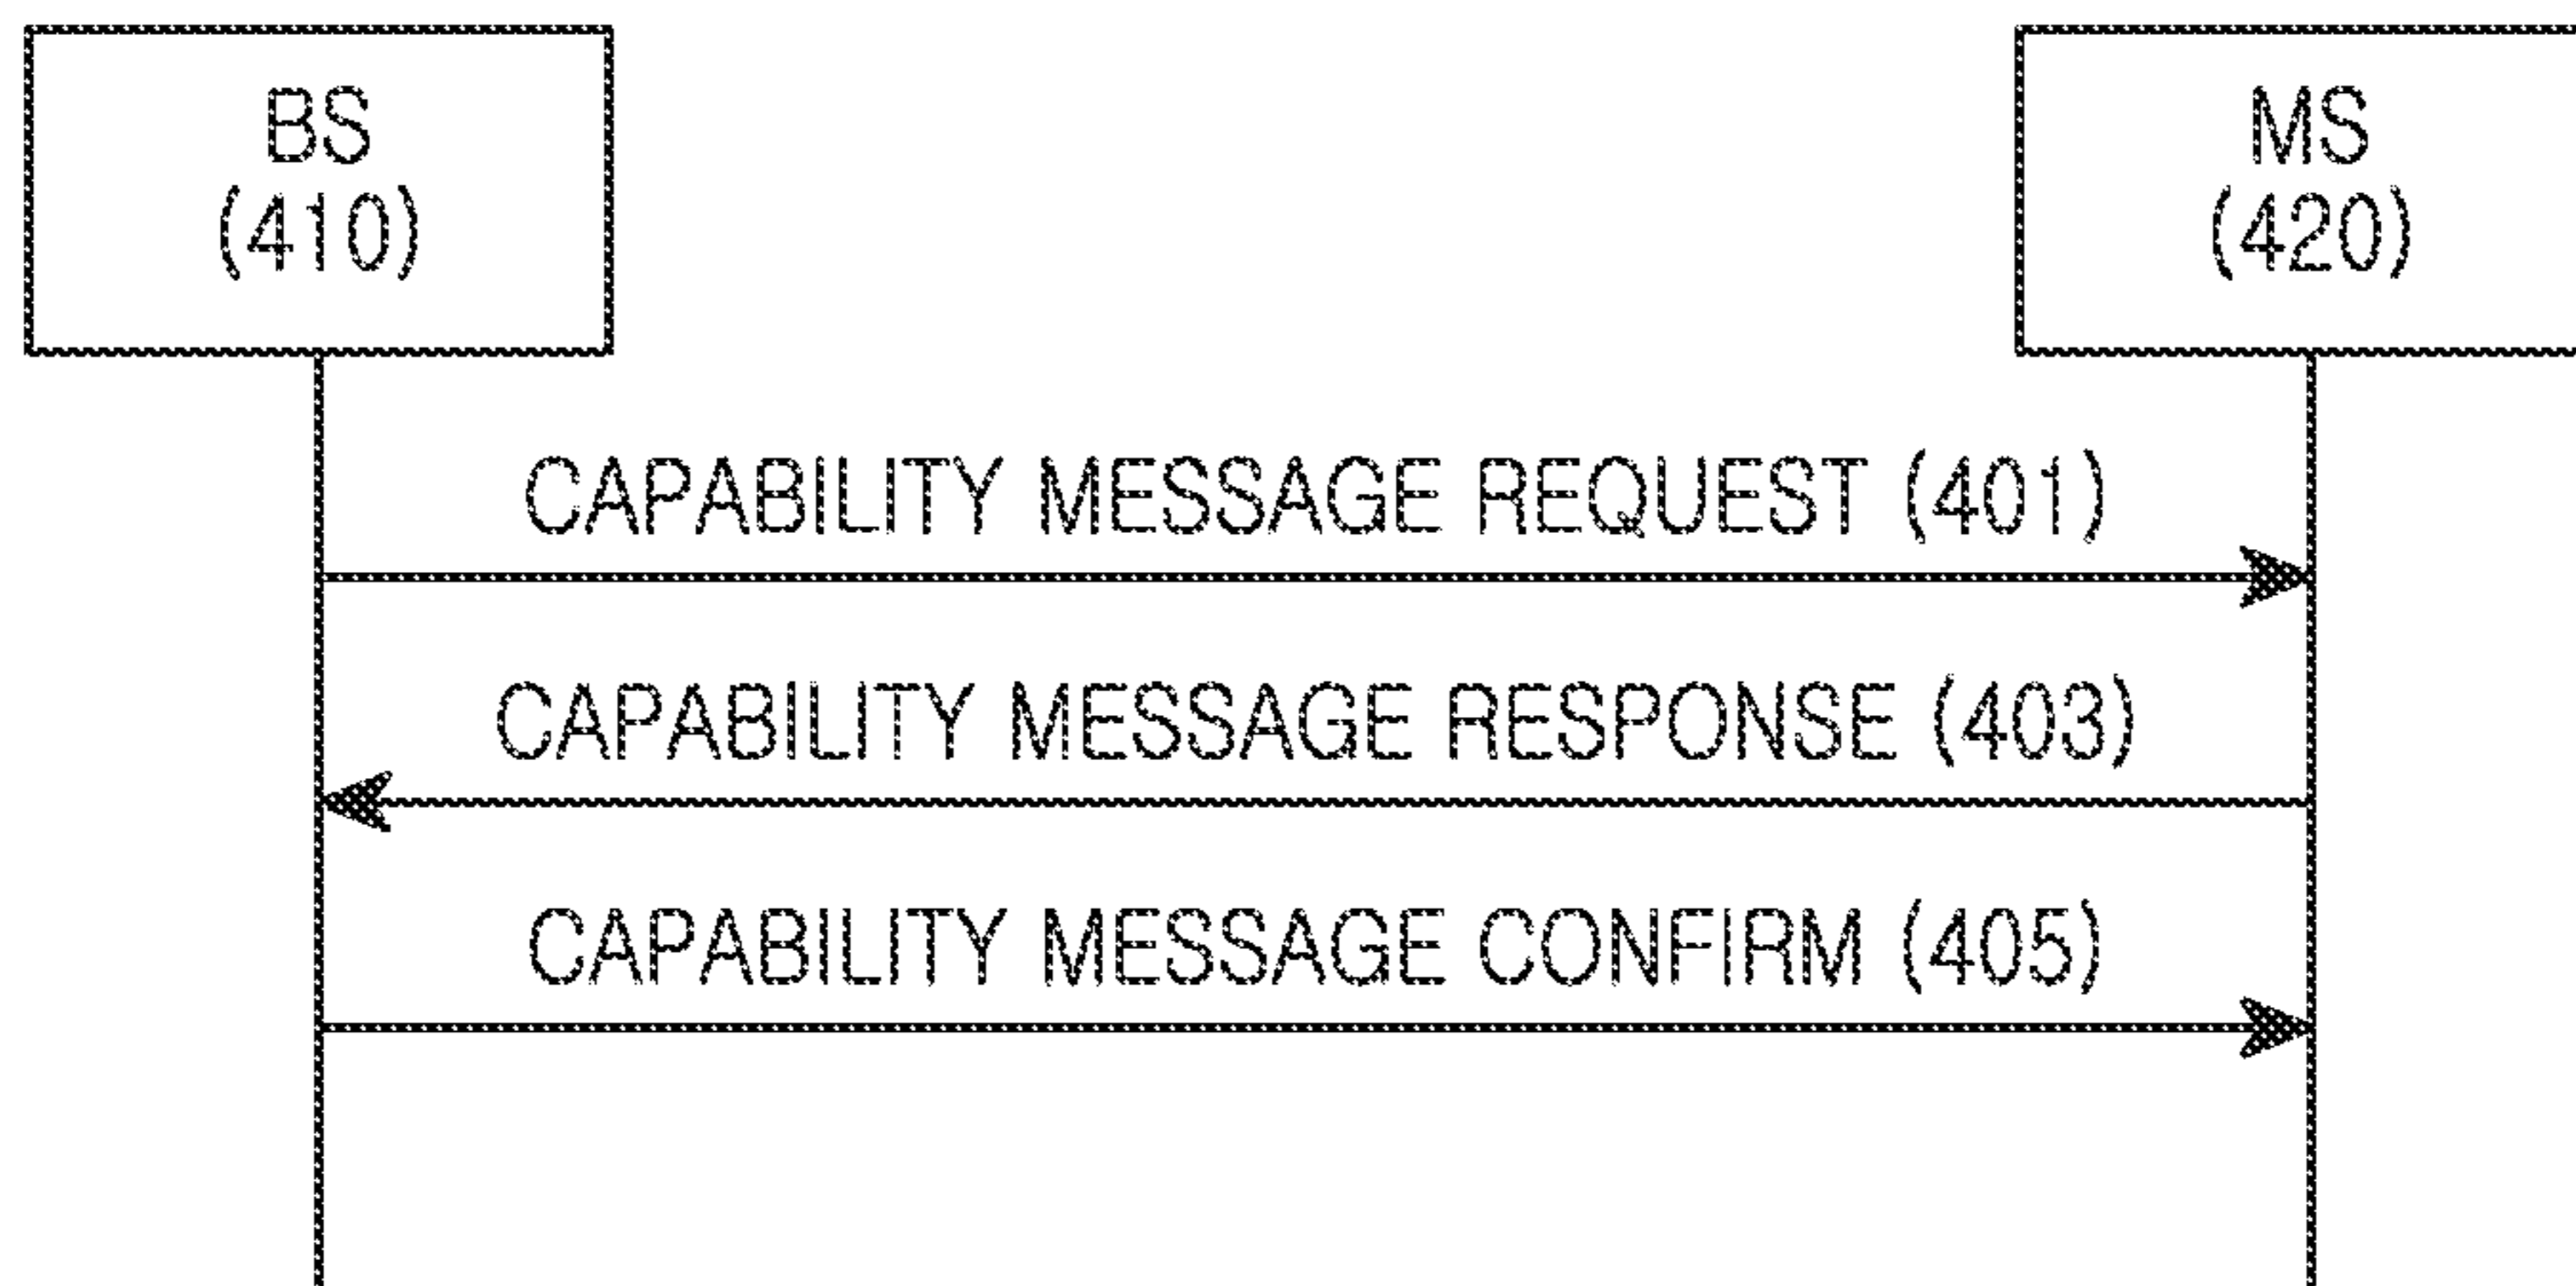 BS
(410)
MS
(420)
CAPABILITY MESSAGE REQUEST (401)
CAPABILITY MESSAGE RESPONSE (403)
CAPABILITY MESSAGE CONFIRM (405)